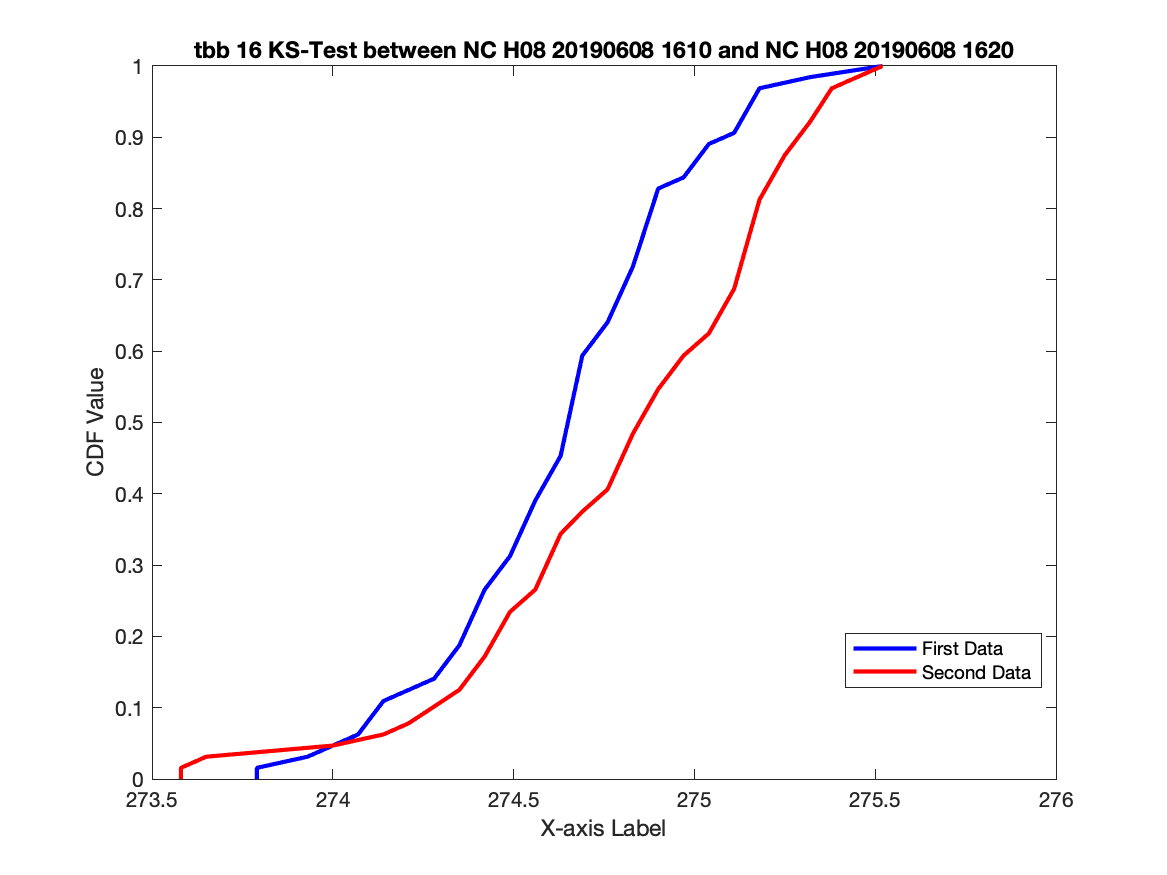 tbb 16 KS-Test between NC H08 20190608 1610 and NC H08 20190608 1620
1
0.9
0.8
0.7
0.6
0.5
0.4
0.3
0.2
0.1
0
CDF Value
First Data
Second Data
273.5 274 274.5 275 275.5 276
X-axis Label